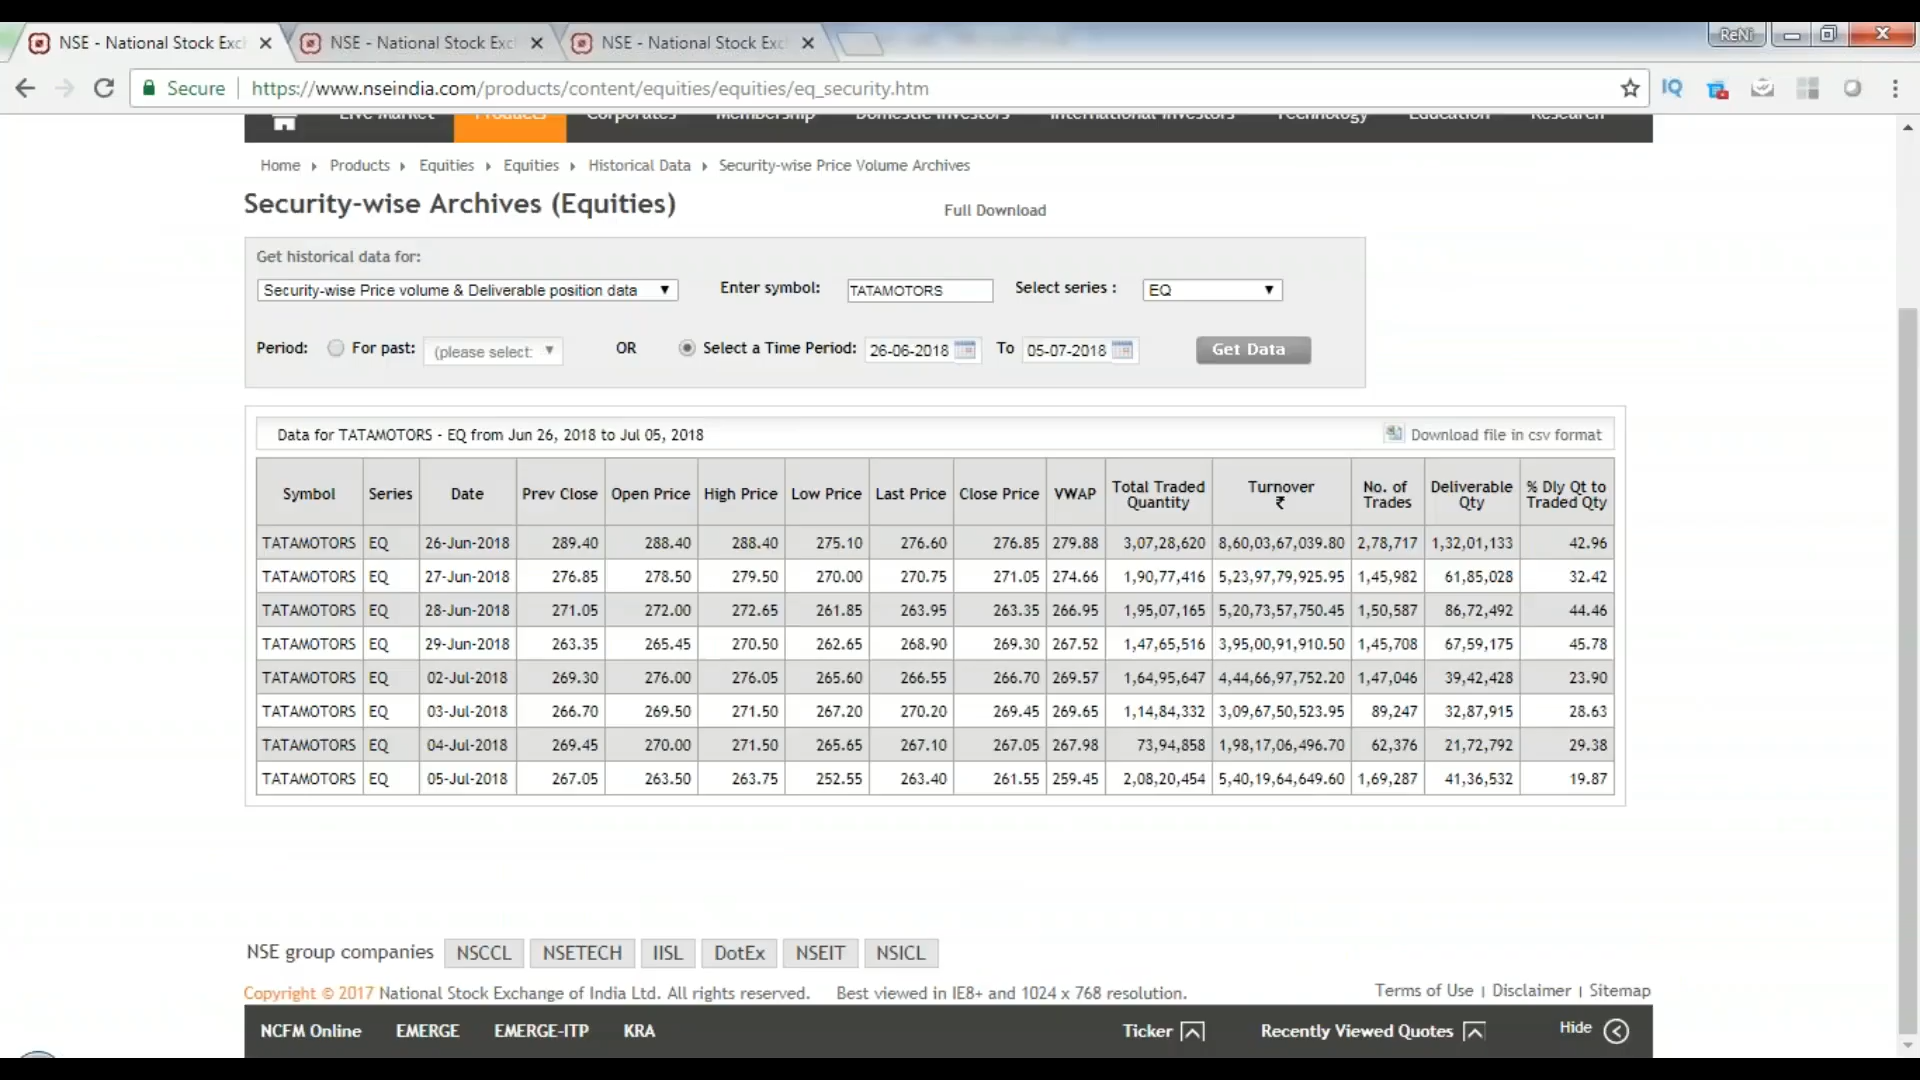 NSE - National Stock Exc NSE - National Stock Exc NSE - National Stock Exc ReNi
Secure https://www.nseindia.com/products/content/equities/equities/eq_security.htm IQ
Live Market Products Corporates Membership Domestic Investors International Investors Technology Education Research
Home Products Equities Equities Historical Data Security-wise Price Volume Archives
Security-wise Archives (Equities) Full Download
Get historical data for:
Security-wise Price volume & Deliverable position data Enter symbol: TATAMOTORS Select series : EQ
Period: For past: (please select: OR Select a Time Period: 26-06-2018 To 05-07-2018 Get Data
Data for TATAMOTORS - EQ from Jun 26, 2018 to Jul 05, 2018 Download file in csv format
Symbol Series Date Prev Close Open Price High Price Low Price Last Price Close Price VWAP Total Traded Quantity Turnover ₹ No. of Trades Deliverable Qty % Dly Qt to Traded Qty
TATAMOTORS EQ 26-Jun-2018 289.40 288.40 288.40 275.10 276.60 276.85 279.88 3,07,28,620 8,60,03,67,039.80 2,78,717 1,32,01,133 42.96
TATAMOTORS EQ 27-Jun-2018 276.85 278.50 279.50 270.00 270.75 271.05 274.66 1,90,77,416 5,23,97,79,925.95 1,45,982 61,85,028 32.42
TATAMOTORS EQ 28-Jun-2018 271.05 272.00 272.65 261.85 263.95 263.35 266.95 1,95,07,165 5,20,73,57,750.45 1,50,587 86,72,492 44.46
TATAMOTORS EQ 29-Jun-2018 263.35 265.45 270.50 262.65 268.90 269.30 267.52 1,47,65,516 3,95,00,91,910.50 1,45,708 67,59,175 45.78
TATAMOTORS EQ 02-Jul-2018 269.30 276.00 276.05 265.60 266.55 266.70 269.57 1,64,95,647 4,44,66,97,752.20 1,47,046 39,42,428 23.90
TATAMOTORS EQ 03-Jul-2018 266.70 269.50 271.50 267.20 270.20 269.45 269.65 1,14,84,332 3,09,67,50,523.95 89,247 32,87,915 28.63
TATAMOTORS EQ 04-Jul-2018 269.45 270.00 271.50 265.65 267.10 267.05 267.98 73,94,858 1,98,17,06,496.70 62,376 21,72,792 29.38
TATAMOTORS EQ 05-Jul-2018 267.05 263.50 263.75 252.55 263.40 261.55 259.45 2,08,20,454 5,40,19,64,649.60 1,69,287 41,36,532 19.87
NSE group companies NSCCL NSETECH IISL DotEx NSEIT NSICL
Copyright © 2017 National Stock Exchange of India Ltd. All rights reserved. Best viewed in IE8+ and 1024 x 768 resolution. Terms of Use | Disclaimer | Sitemap
NCFM Online EMERGE EMERGE-ITP KRA Ticker Recently Viewed Quotes Hide